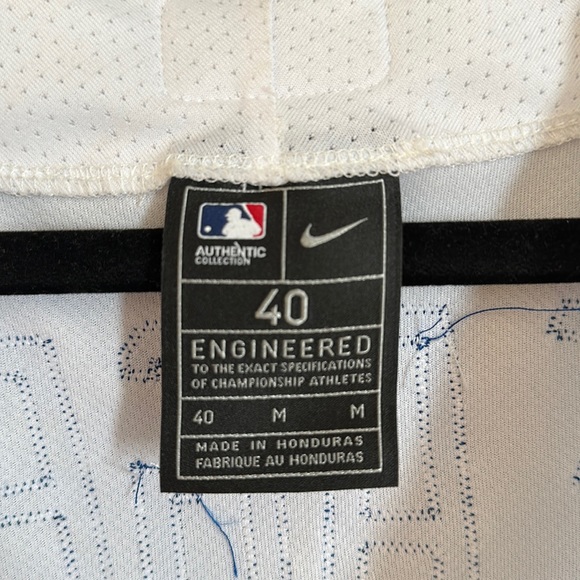 AUTHENTIC
COLLECTION
40
ENGINEERED
TO THE EXACT SPECIFICATIONS
OF CHAMPIONSHIP ATHLETES
40 M M
MADE IN HONDURAS
FABRIQUE AU HONDURAS